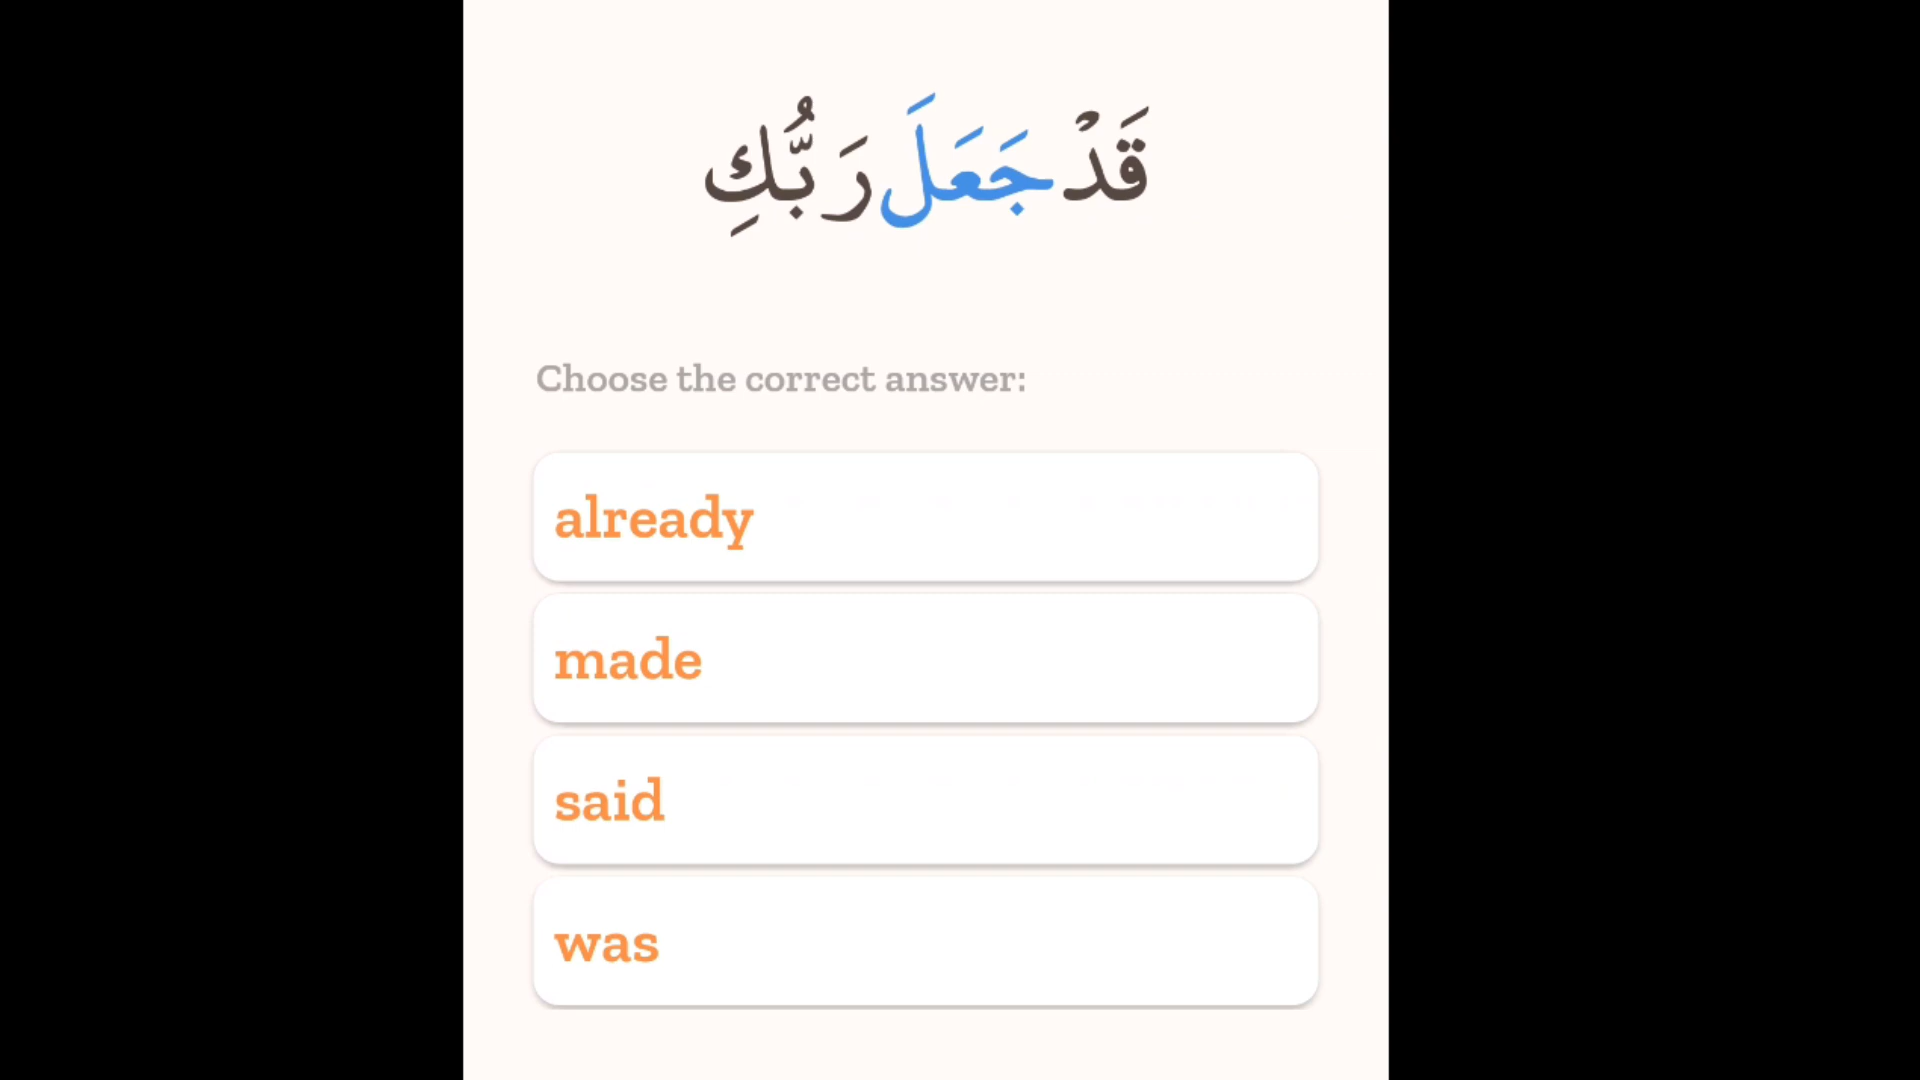 قَدْ جَعَلَ رَبُّكِ
Choose the correct answer:
already
made
said
was